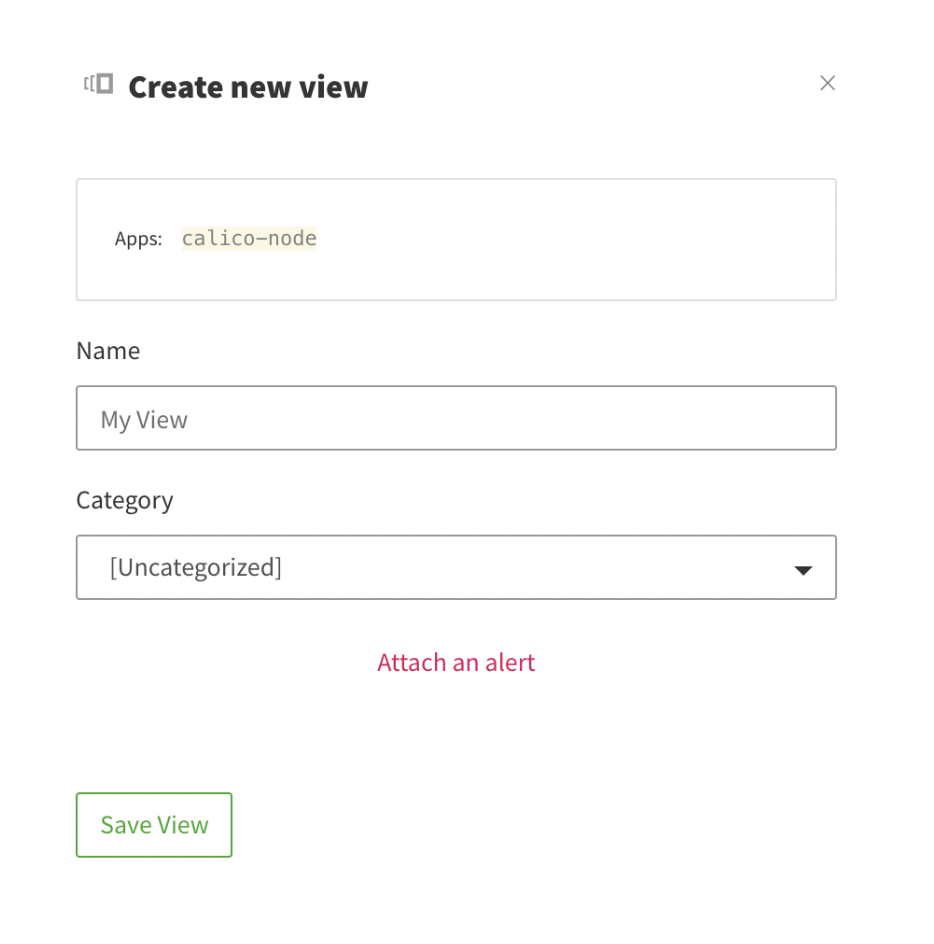 Create new view
Apps: calico-node
Name
My View
Category
[Uncategorized]
Attach an alert
Save View